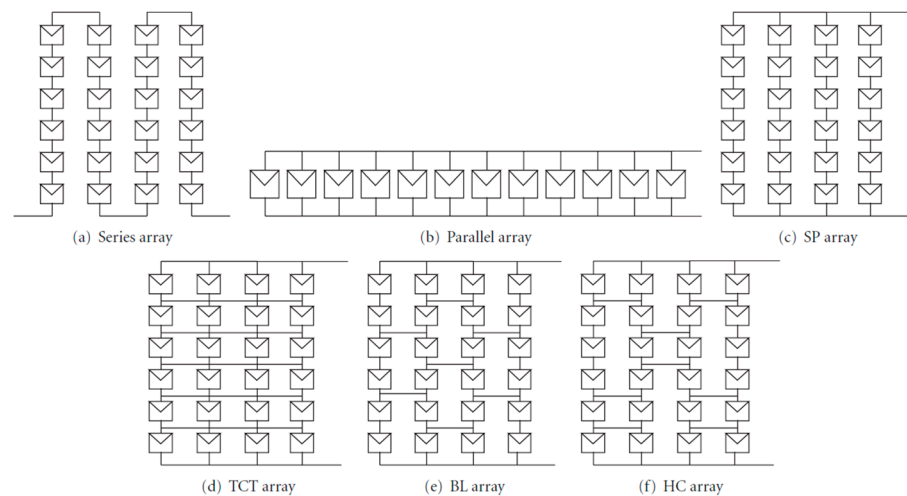 (a) Series array
(b) Parallel array
(c) SP array
(d) TCT array
(e) BL array
(f) HC array